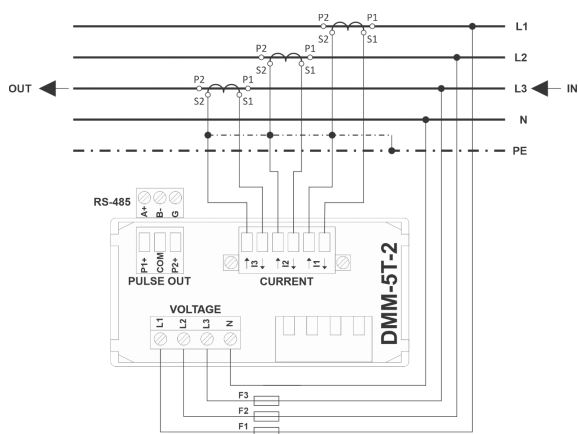 P2 P1 L1
S2 S1
P2 P1 L2
S2 S1
P2 P1
OUT L3 IN
S2 S1
N
PE
RS-485
A+ B- G
P1+ COM P2+
PULSE OUT
I3 I2 I1
CURRENT
DMM-5T-2
VOLTAGE
L1 L2 L3 N
F3
F2
F1